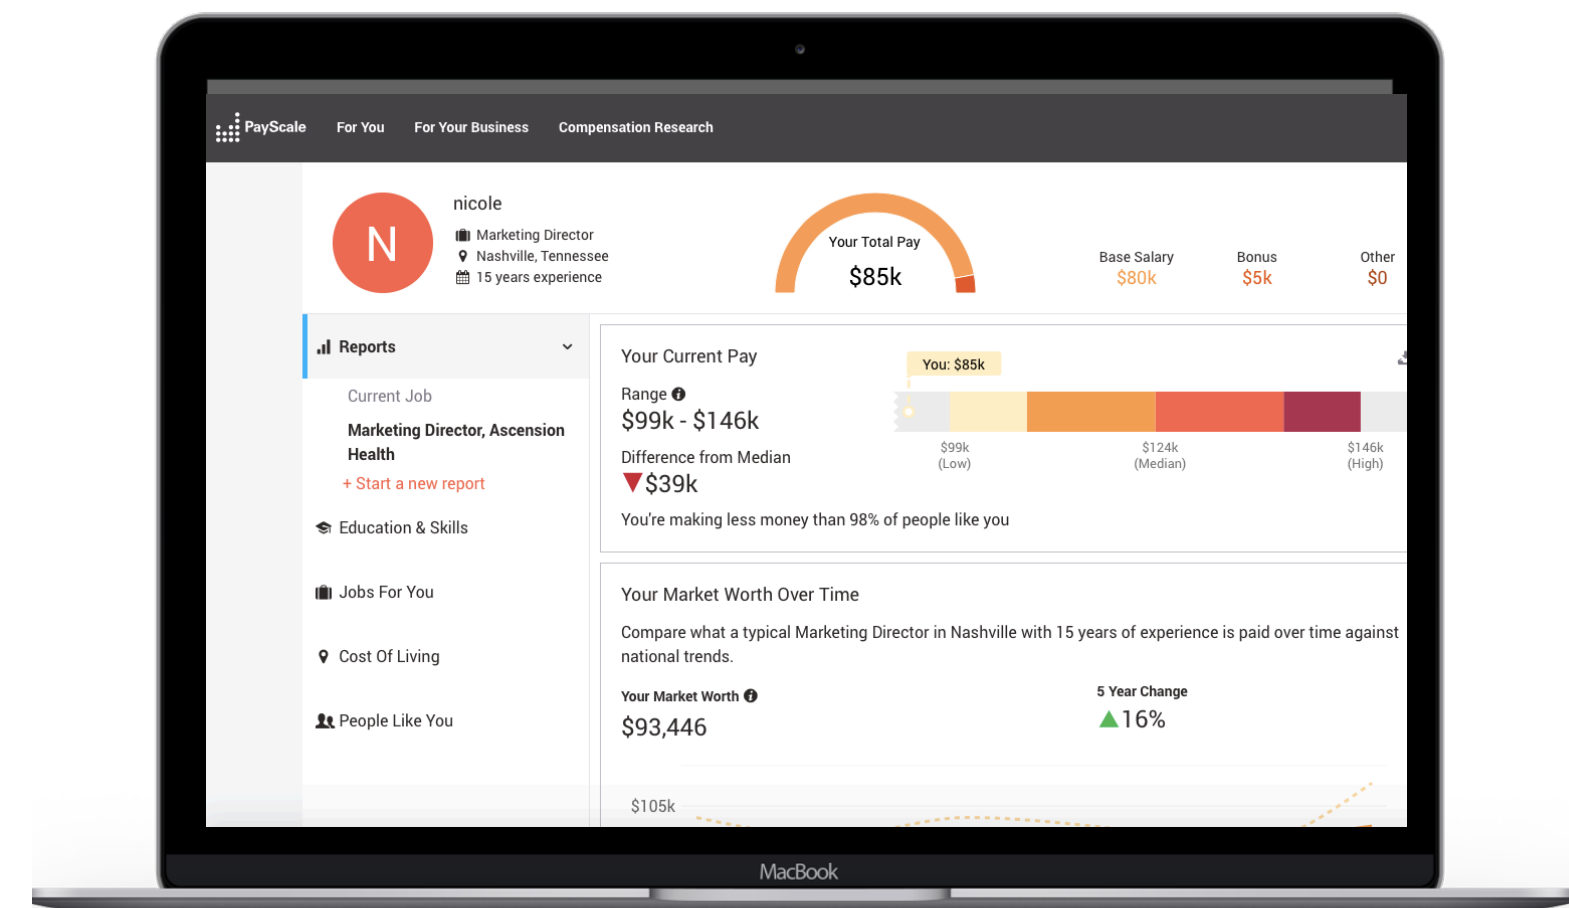 PayScale
For You
For Your Business
Compensation Research
N
nicole
Marketing Director
Nashville, Tennessee
15 years experience
Your Total Pay
$85k
Base Salary
$80k
Bonus
$5k
Other
$0
Reports
Current Job
Marketing Director, Ascension
Health
+ Start a new report
Education & Skills
Jobs For You
Cost Of Living
People Like You
Your Current Pay
Range
$99k - $146k
Difference from Median
$39k
You're making less money than 98% of people like you
You: $85k
$99k
(Low)
$124k
(Median)
$146k
(High)
Your Market Worth Over Time
Compare what a typical Marketing Director in Nashville with 15 years of experience is paid over time against
national trends.
Your Market Worth
$93,446
5 Year Change
16%
$105k
MacBook